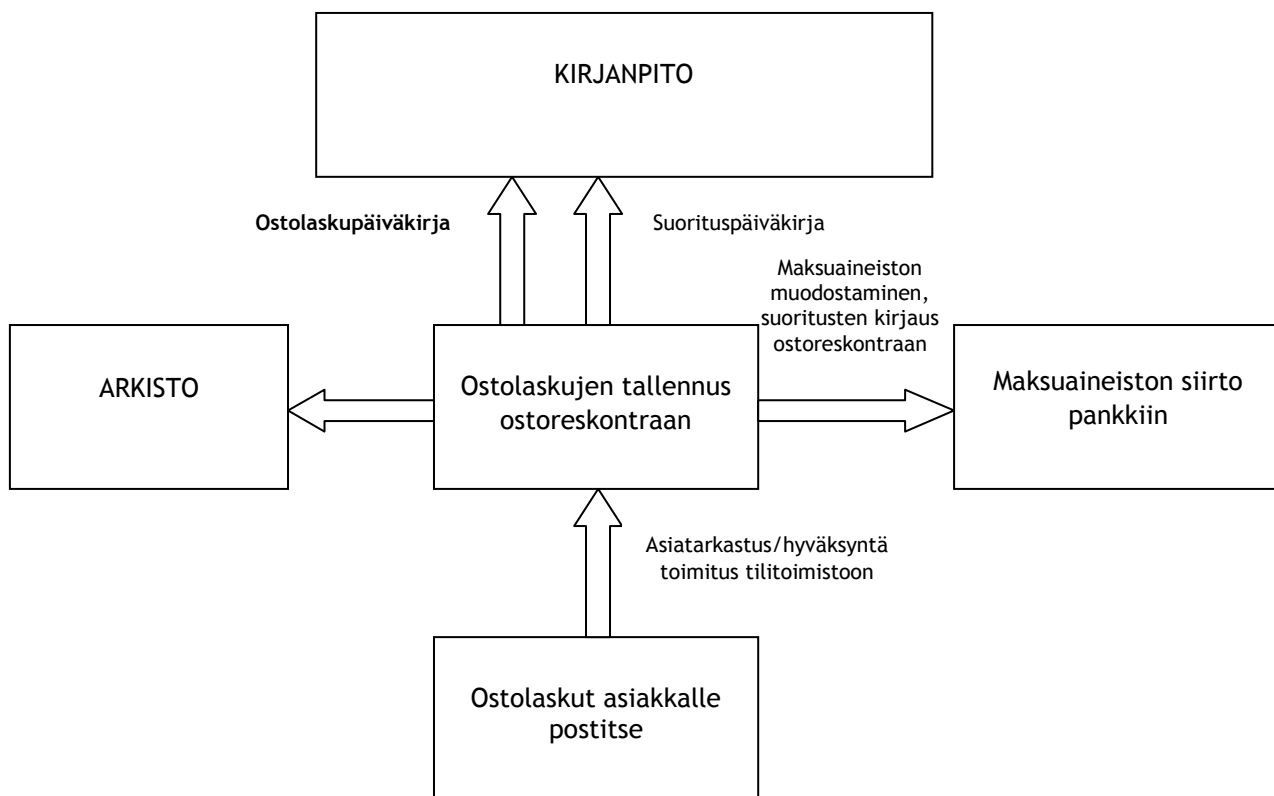 KIRJANPITO
Ostolaskupäiväkirja
Suorituspäiväkirja
Maksuaineiston
muodostaminen,
suoritusten kirjaus
ostoreskontraan
ARKISTO
Ostolaskujen tallennus
ostoreskontraan
Maksuaineiston siirto
pankkiin
Asiatarkastus/hyväksyntä
toimitus tilitoimistoon
Ostolaskut asiakkalle
postitse